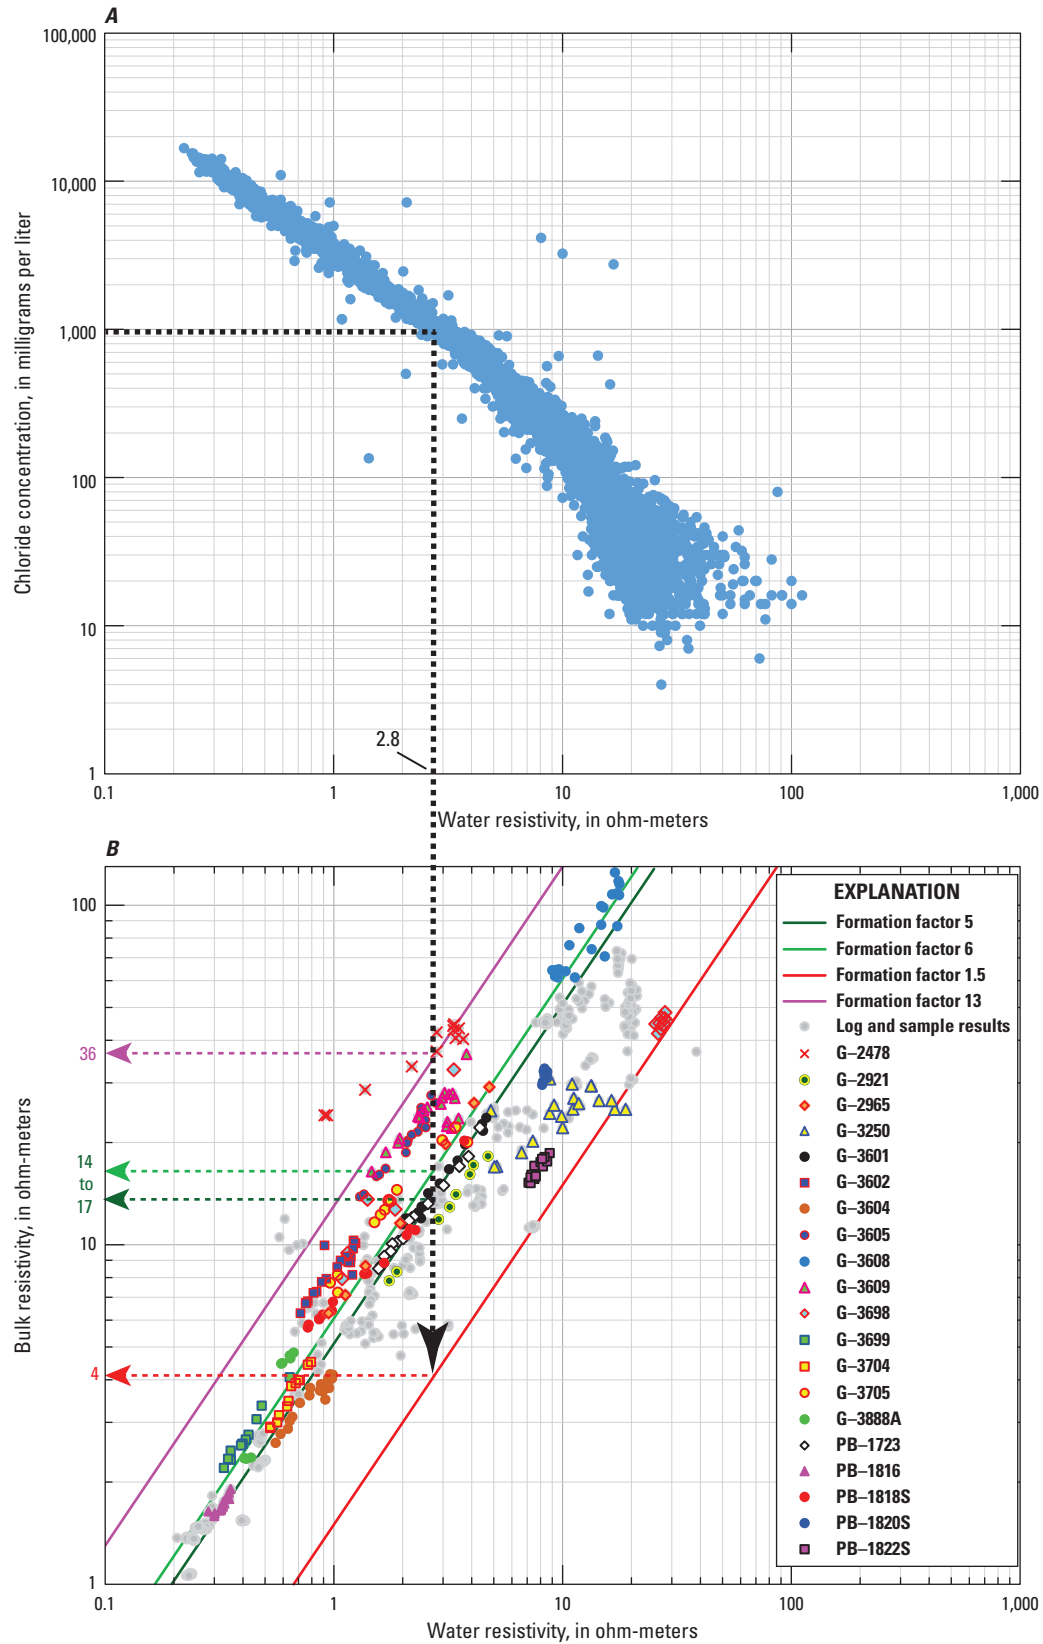 A
100,000
10,000
1,000
100
10
1
Chloride concentration, in milligrams per liter
2.8
0.1
1
10
100
1,000
Water resistivity, in ohm-meters
B
100
10
1
Bulk resistivity, in ohm-meters
36
14
to
17
4
EXPLANATION
Formation factor 5
Formation factor 6
Formation factor 1.5
Formation factor 13
Log and sample results
G–2478
G–2921
G–2965
G–3250
G–3601
G–3602
G–3604
G–3605
G–3608
G–3609
G–3698
G–3699
G–3704
G–3705
G–3888A
PB–1723
PB–1816
PB–1818S
PB–1820S
PB–1822S
0.1
1
10
100
1,000
Water resistivity, in ohm-meters